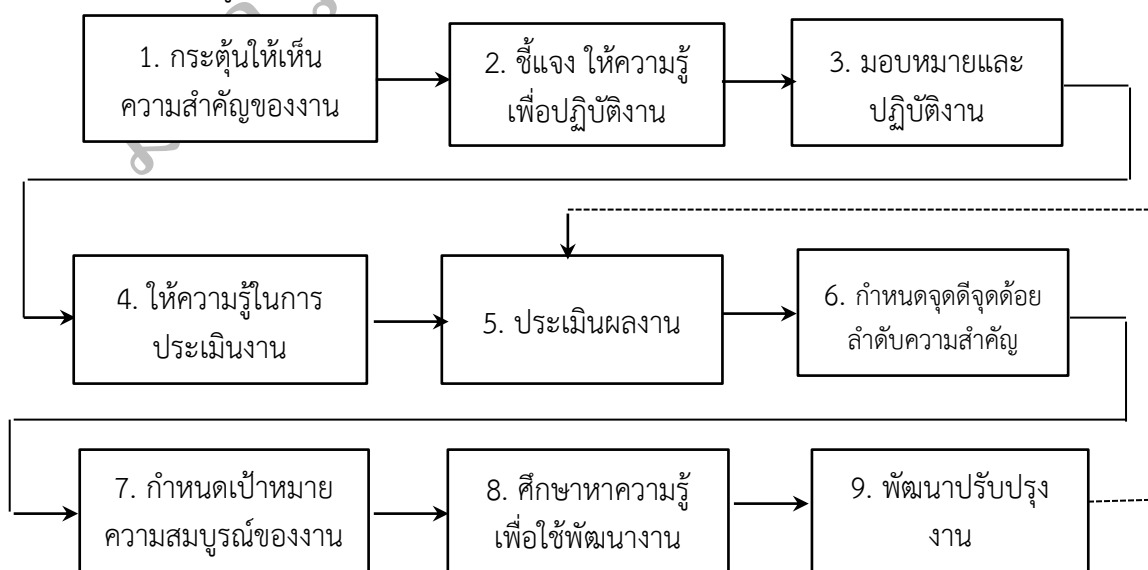 1. กระตุ้นให้เห็น
ความสำคัญของงาน
2. ชี้แจง ให้ความรู้
เพื่อปฏิบัติงาน
3. มอบหมายและ
ปฏิบัติงาน
4. ให้ความรู้ในการ
ประเมินงาน
5. ประเมินผลงาน
6. กำหนดจุดดีจุดด้อย
ลำดับความสำคัญ
7. กำหนดเป้าหมาย
ความสมบูรณ์ของงาน
8. ศึกษาหาความรู้
เพื่อใช้พัฒนางาน
9. พัฒนาปรับปรุง
งาน